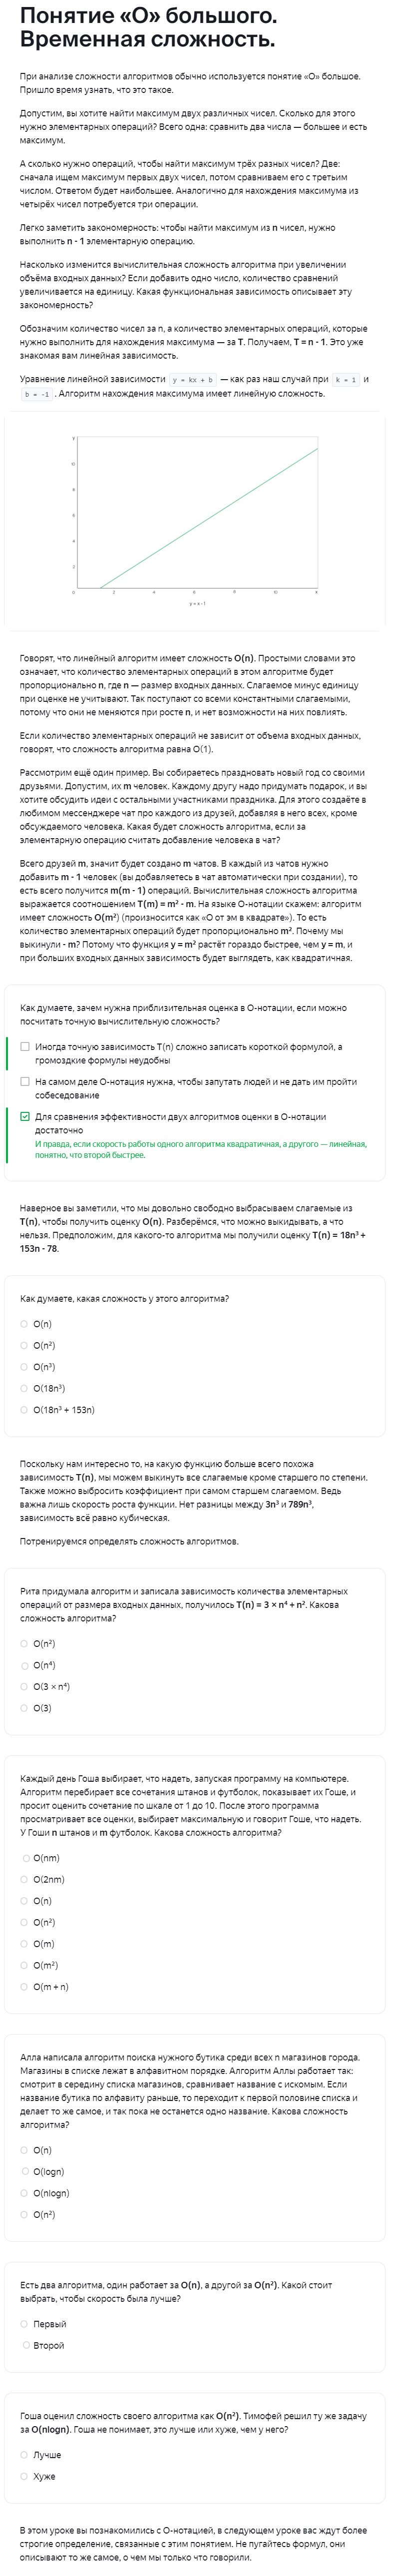 Понятие «О» большого.
Временная сложность.
При анализе сложности алгоритмов обычно используется понятие «О» большое.
Пришло время узнать, что это такое.
Допустим, вы хотите найти максимум двух различных чисел. Сколько для этого
нужно элементарных операций? Всего одна: сравнить два числа — большее и есть
максимум.
А сколько нужно операций, чтобы найти максимум трёх разных чисел? Две:
сначала ищем максимум первых двух чисел, потом сравниваем его с третьим
числом. Ответом будет наибольшее. Аналогично для нахождения максимума из
четырёх чисел потребуется три операции.
Легко заметить закономерность: чтобы найти максимум из n чисел, нужно
выполнить n - 1 элементарную операцию.
Насколько изменится вычислительная сложность алгоритма при увеличении
объёма входных данных? Если добавить одно число, количество сравнений
увеличивается на единицу. Какая функциональная зависимость описывает эту
закономерность?
Обозначим количество чисел за n, а количество элементарных операций, которые
нужно выполнить для нахождения максимума — за T. Получаем, T = n - 1. Это уже
знакомая вам линейная зависимость.
Уравнение линейной зависимости y = kx + b — как раз наш случай при k = 1 и
b = -1 . Алгоритм нахождения максимума имеет линейную сложность.
y
10
8
6
4
2
0 2 4 6 8 10 x
y = x - 1
Говорят, что линейный алгоритм имеет сложность O(n). Простыми словами это
означает, что количество элементарных операций в этом алгоритме будет
пропорционально n, где n — размер входных данных. Слагаемое минус единицу
при оценке не учитывают. Так поступают со всеми константными слагаемыми,
потому что они не меняются при росте n, и нет возможности на них повлиять.
Если количество элементарных операций не зависит от объема входных данных,
говорят, что сложность алгоритма равна O(1).
Рассмотрим ещё один пример. Вы собираетесь праздновать новый год со своими
друзьями. Допустим, их m человек. Каждому другу надо придумать подарок, и вы
хотите обсудить идеи с остальными участниками праздника. Для этого создаёте в
любимом мессенджере чат про каждого из друзей, добавляя в него всех, кроме
обсуждаемого человека. Какая будет сложность алгоритма, если за
элементарную операцию считать добавление человека в чат?
Всего друзей m, значит будет создано m чатов. В каждый из чатов нужно
добавить m - 1 человек (вы добавляетесь в чат автоматически при создании), то
есть всего получится m(m - 1) операций. Вычислительная сложность алгоритма
выражается соотношением T(m) = m² - m. На языке О-нотации скажем: алгоритм
имеет сложность O(m²) (произносится как «О от эм в квадрате»). То есть
количество элементарных операций будет пропорционально m². Почему мы
выкинули - m? Потому что функция y = m² растёт гораздо быстрее, чем y = m, и
при больших входных данных зависимость будет выглядеть, как квадратичная.
Как думаете, зачем нужна приблизительная оценка в О-нотации, если можно
посчитать точную вычислительную сложность?
Иногда точную зависимость T(n) сложно записать короткой формулой, а
громоздкие формулы неудобны
На самом деле О-нотация нужна, чтобы запутать людей и не дать им пройти
собеседование
Для сравнения эффективности двух алгоритмов оценки в О-нотации
достаточно
И правда, если скорость работы одного алгоритма квадратичная, а другого — линейная,
понятно, что второй быстрее.
Наверное вы заметили, что мы довольно свободно выбрасываем слагаемые из
T(n), чтобы получить оценку O(n). Разберёмся, что можно выкидывать, а что
нельзя. Предположим, для какого-то алгоритма мы получили оценку T(n) = 18n³ +
153n - 78.
Как думаете, какая сложность у этого алгоритма?
O(n)
O(n²)
O(n³)
O(18n³)
O(18n³ + 153n)
Поскольку нам интересно то, на какую функцию больше всего похожа
зависимость T(n), мы можем выкинуть все слагаемые кроме старшего по степени.
Также можно выбросить коэффициент при самом старшем слагаемом. Ведь
важна лишь скорость роста функции. Нет разницы между 3n³ и 789n³,
зависимость всё равно кубическая.
Потренируемся определять сложность алгоритмов.
Рита придумала алгоритм и записала зависимость количества элементарных
операций от размера входных данных, получилось T(n) = 3 × n⁴ + n². Какова
сложность алгоритма?
O(n²)
O(n⁴)
O(3 × n⁴)
O(3)
Каждый день Гоша выбирает, что надеть, запуская программу на компьютере.
Алгоритм перебирает все сочетания штанов и футболок, показывает их Гоше, и
просит оценить сочетание по шкале от 1 до 10. После этого программа
просматривает все оценки, выбирает максимальную и говорит Гоше, что надеть.
У Гоши n штанов и m футболок. Какова сложность алгоритма?
O(nm)
O(2nm)
O(n)
O(n²)
O(m)
O(m²)
O(m + n)
Алла написала алгоритм поиска нужного бутика среди всех n магазинов города.
Магазины в списке лежат в алфавитном порядке. Алгоритм Аллы работает так:
смотрит в середину списка магазинов, сравнивает название с искомым. Если
название бутика по алфавиту раньше, то переходит к первой половине списка и
делает то же самое, и так пока не останется одно название. Какова сложность
алгоритма?
O(n)
O(logn)
O(nlogn)
O(n²)
Есть два алгоритма, один работает за O(n), а другой за O(n²). Какой стоит
выбрать, чтобы скорость была лучше?
Первый
Второй
Гоша оценил сложность своего алгоритма как O(n²). Тимофей решил ту же задачу
за O(nlogn). Гоша не понимает, это лучше или хуже, чем у него?
Лучше
Хуже
В этом уроке вы познакомились с О-нотацией, в следующем уроке вас ждут более
строгие определение, связанные с этим понятием. Не пугайтесь формул, они
описывают то же самое, о чем мы только что говорили.